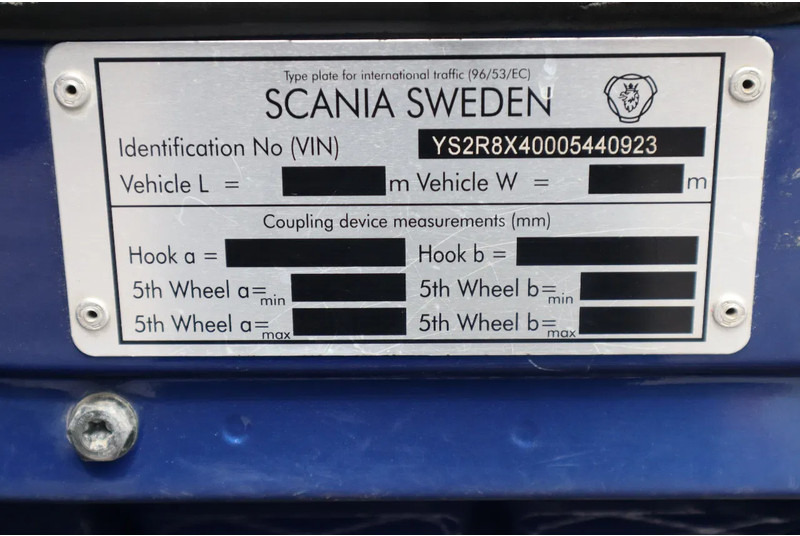 Type plate for international traffic (96/53/EC)
SCANIA SWEDEN
Identification No (VIN) YS2R8X40005440923
Vehicle L = m Vehicle W = m
Coupling device measurements (mm)
Hook a = Hook b =
5th Wheel a=min 5th Wheel b=min
5th Wheel a=max 5th Wheel b=max